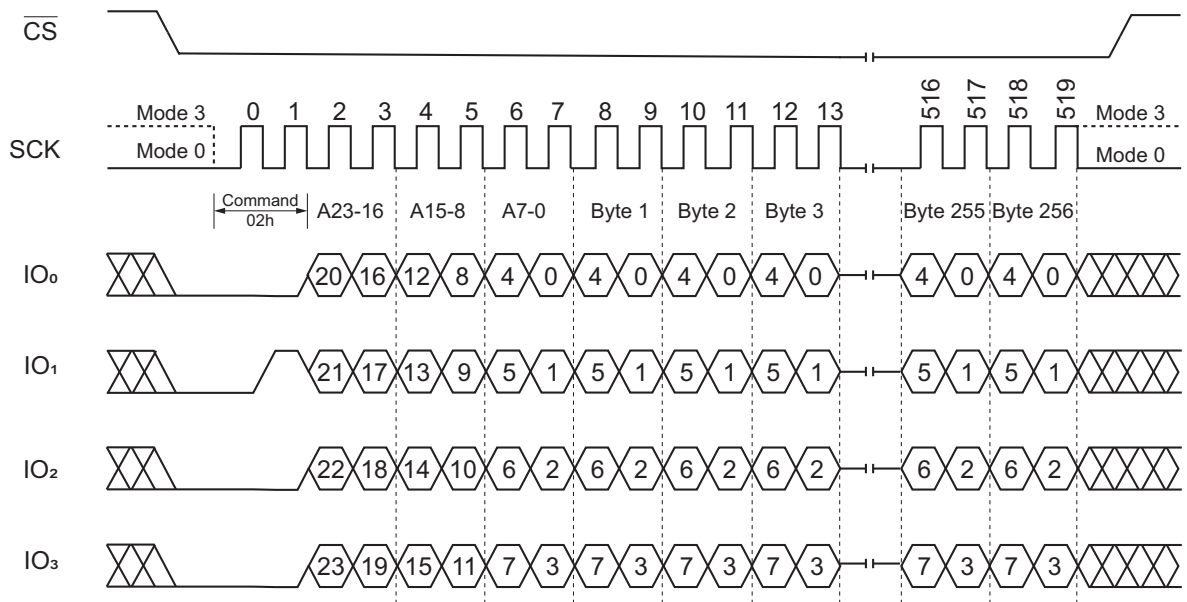 CS
516 517 518 519
Mode 3 0 1 2 3 4 5 6 7 8 9 10 11 12 13 Mode 3
SCK
Mode 0 Mode 0
Command
02h A23-16 A15-8 A7-0 Byte 1 Byte 2 Byte 3 Byte 255 Byte 256
IO₀ 20 16 12 8 4 0 4 0 4 0 4 0 4 0 4 0
IO₁ 21 17 13 9 5 1 5 1 5 1 5 1 5 1 5 1
IO₂ 22 18 14 10 6 2 6 2 6 2 6 2 6 2 6 2
IO₃ 23 19 15 11 7 3 7 3 7 3 7 3 7 3 7 3